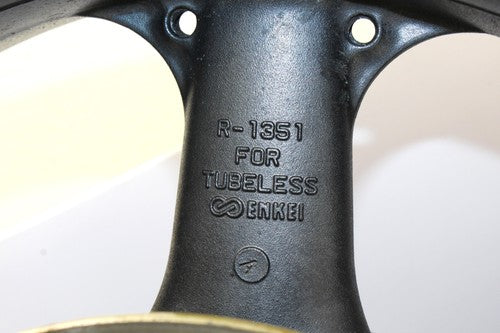 R-1351
FOR
TUBELESS
ENKEI